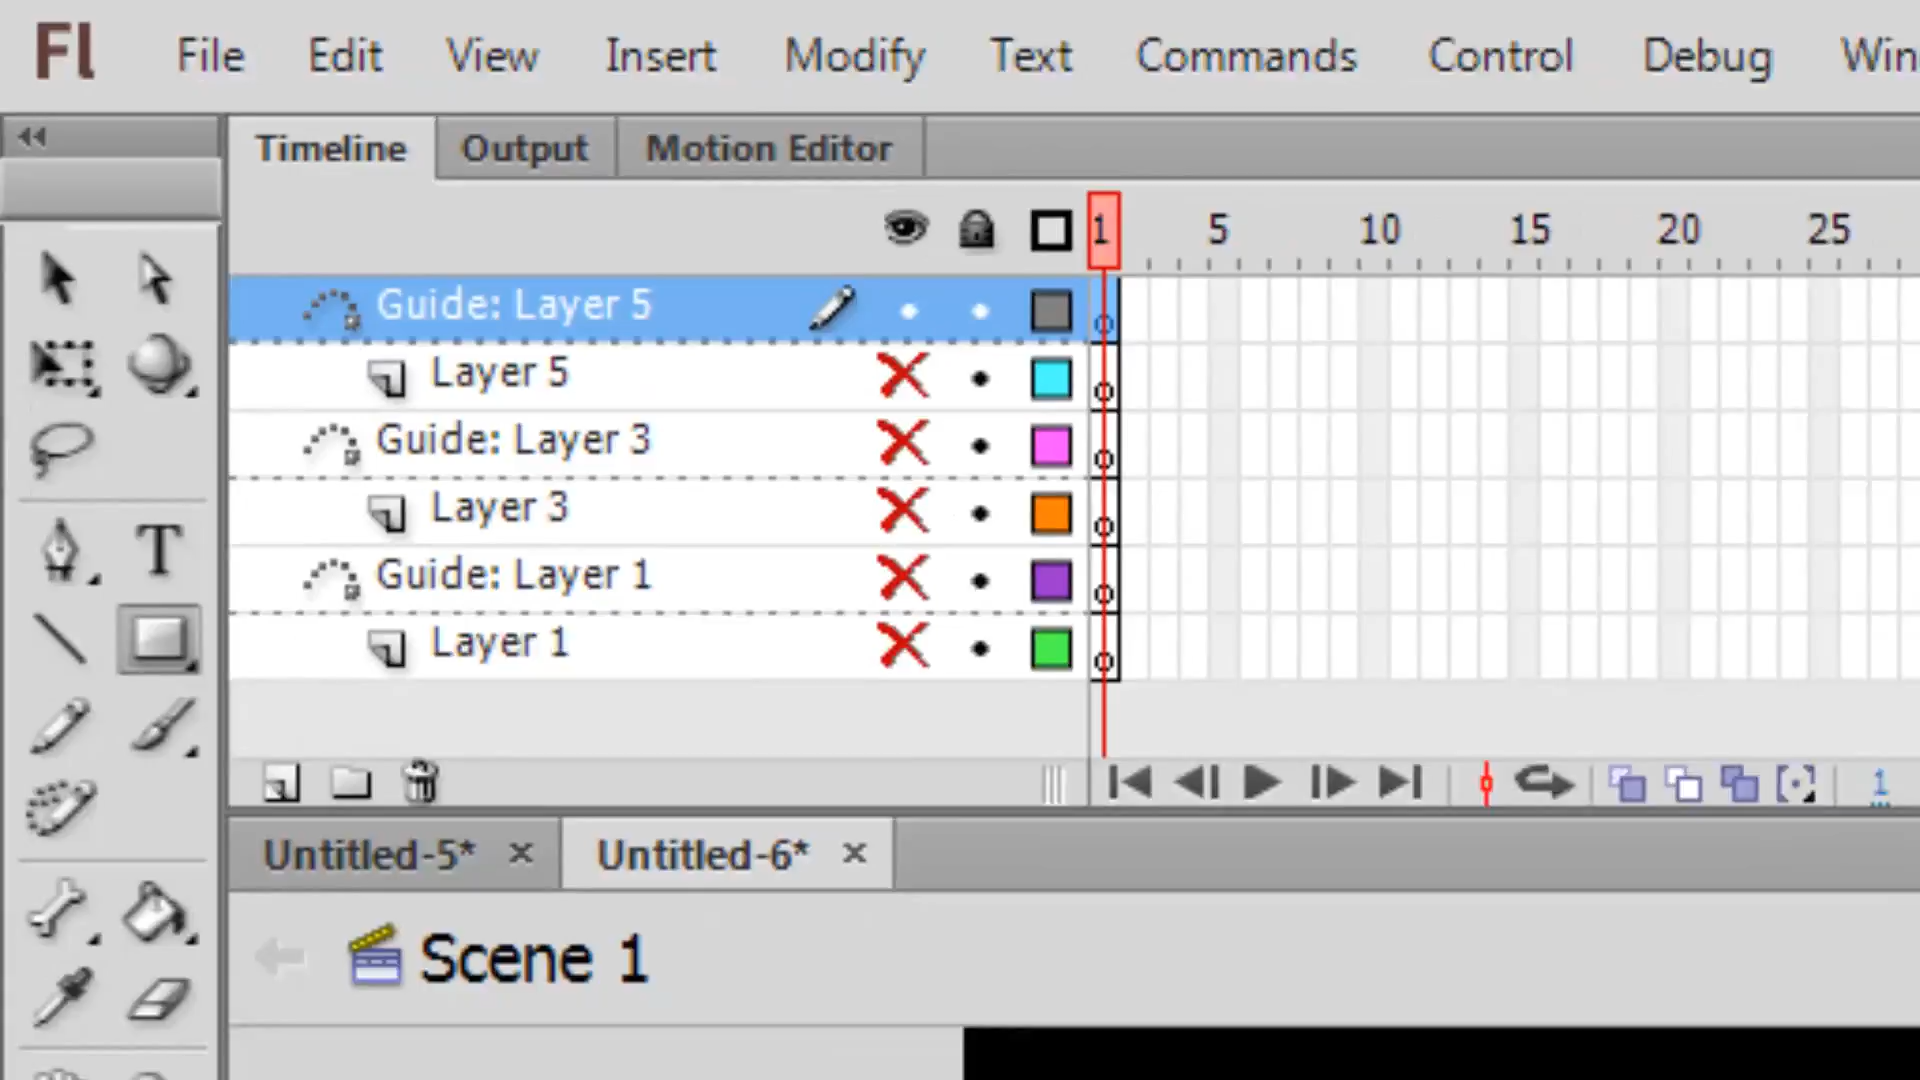 Fl File Edit View Insert Modify Text Commands Control Debug Win
Timeline Output Motion Editor
1 5 10 15 20 25
Guide: Layer 5
Layer 5
Guide: Layer 3
Layer 3
Guide: Layer 1
Layer 1
T
1
Untitled-5* × Untitled-6* ×
Scene 1